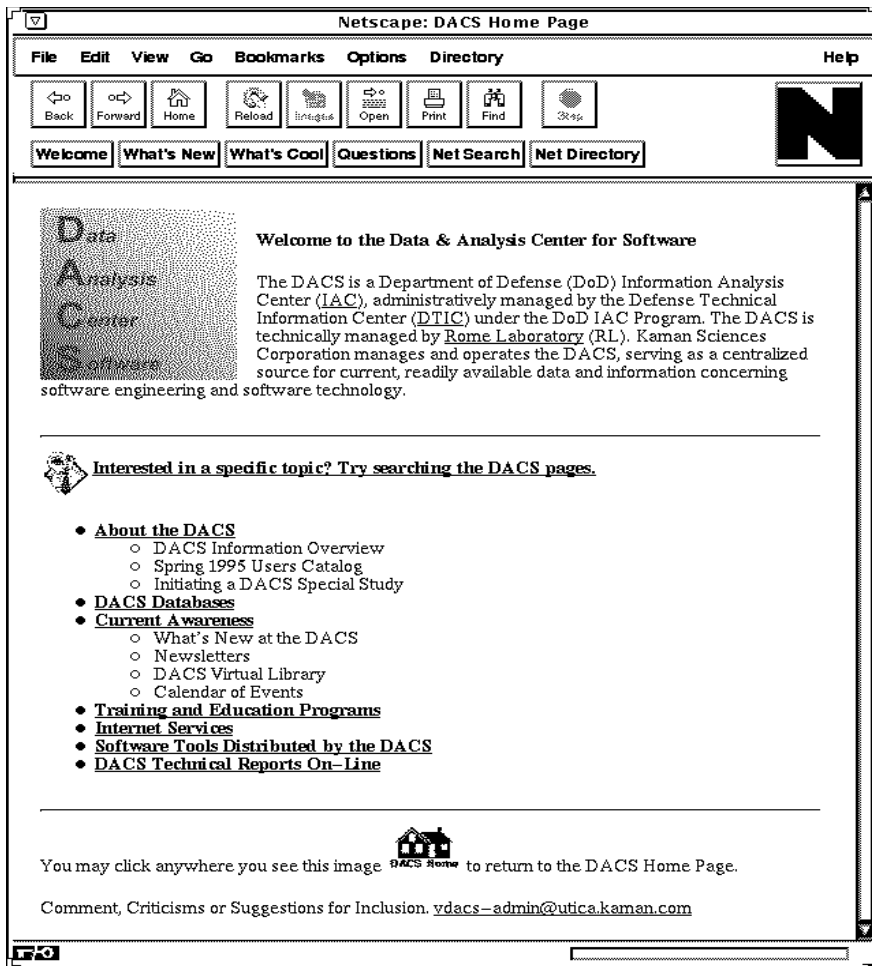 Netscape: DACS Home Page
File Edit View Go Bookmarks Options Directory Help
Back Forward Home Reload Images Open Print Find Stop
Welcome What's New What's Cool Questions Net Search Net Directory
N
Data
Analysis
Center
Software
Welcome to the Data & Analysis Center for Software
The DACS is a Department of Defense (DoD) Information Analysis
Center (IAC), administratively managed by the Defense Technical
Information Center (DTIC) under the DoD IAC Program. The DACS is
technically managed by Rome Laboratory (RL). Kaman Sciences
Corporation manages and operates the DACS, serving as a centralized
source for current, readily available data and information concerning
software engineering and software technology.
Interested in a specific topic? Try searching the DACS pages.
About the DACS
DACS Information Overview
Spring 1995 Users Catalog
Initiating a DACS Special Study
DACS Databases
Current Awareness
What's New at the DACS
Newsletters
DACS Virtual Library
Calendar of Events
Training and Education Programs
Internet Services
Software Tools Distributed by the DACS
DACS Technical Reports On-Line
DACS Home
You may click anywhere you see this image to return to the DACS Home Page.
Comment, Criticisms or Suggestions for Inclusion. vdacs-admin@utica.kaman.com